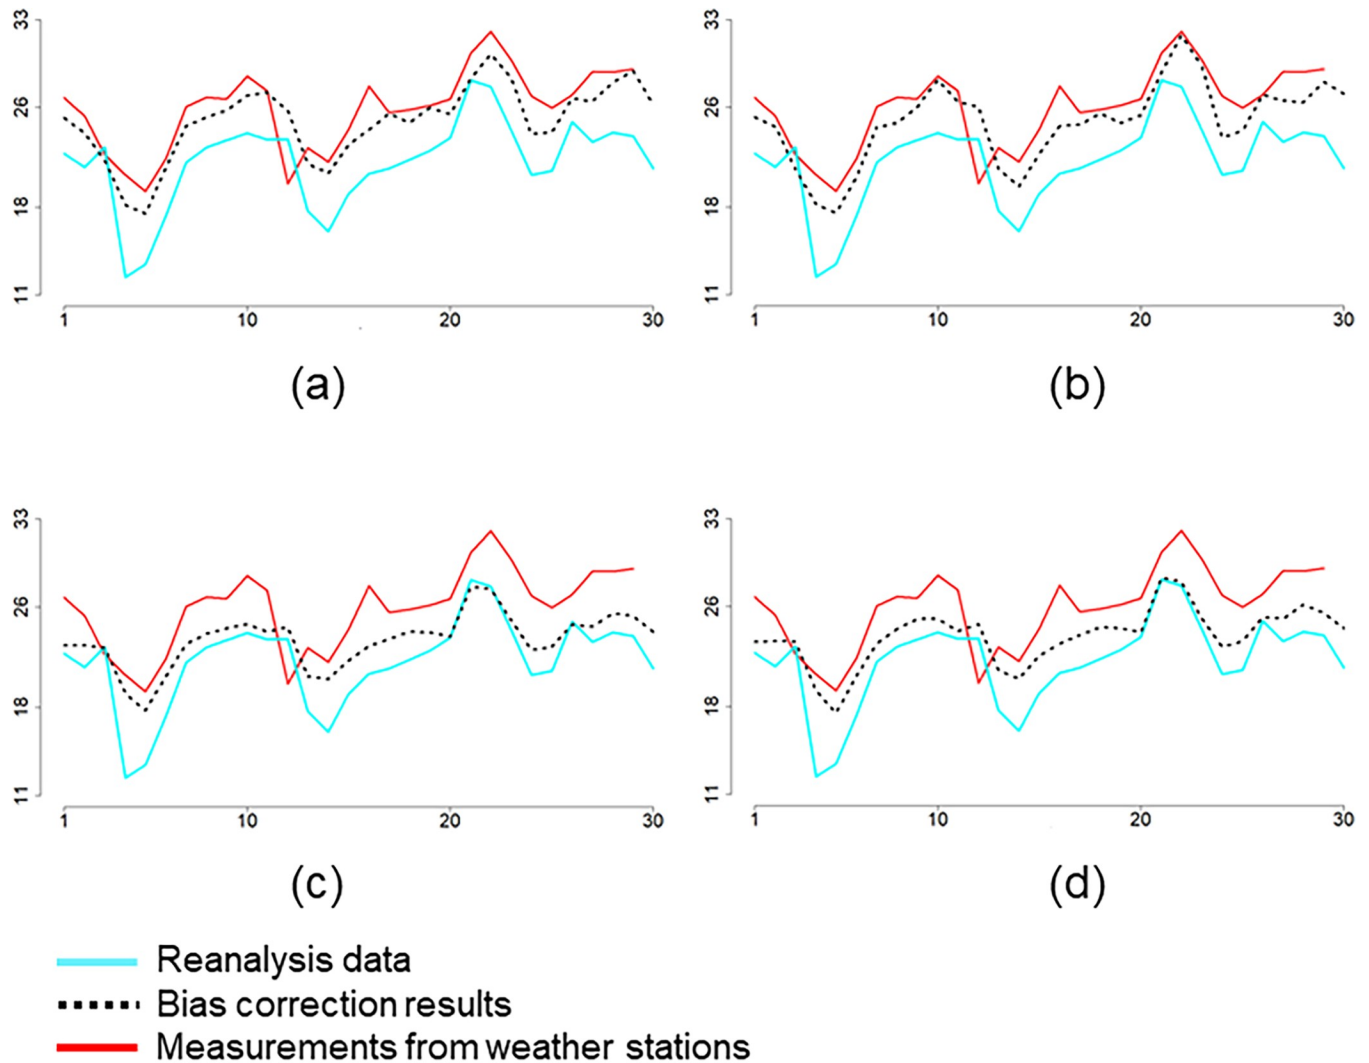 33
26
18
11
1 10 20 30
(a)
33
26
18
11
1 10 20 30
(b)
33
26
18
11
1 10 20 30
(c)
33
26
18
11
1 10 20 30
(d)
Reanalysis data
Bias correction results
Measurements from weather stations